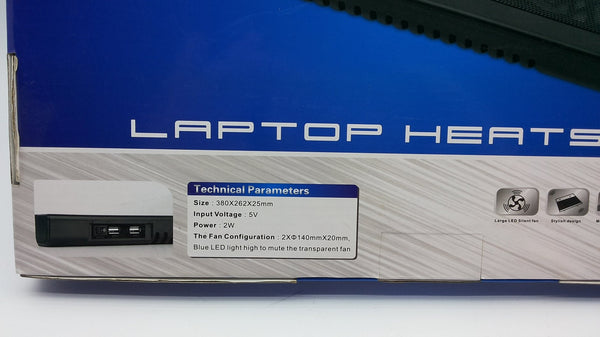 LAPTOP HEATS
Technical Parameters
Size : 380X262X25mm
Input Voltage : 5V
Power : 2W
The Fan Configuration : 2XΦ140mmX20mm,
Blue LED light high to mute the transparent fan
Large LED Silent fan
Stylish design